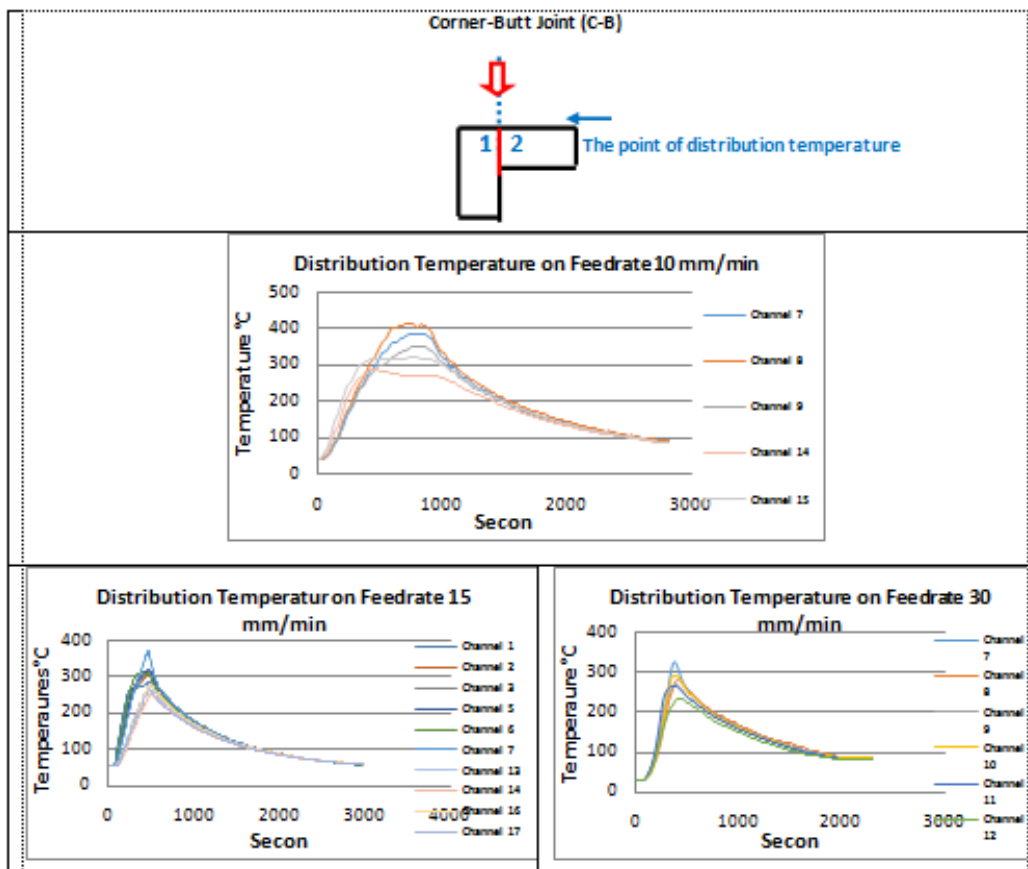 Corner-Butt Joint (C-B)
1 2
The point of distribution temperature
Distribution Temperature on Feedrate 10 mm/min
Temperature °C
500
400
300
200
100
0
0 1000 2000 3000
Secon
Channel 7
Channel 8
Channel 9
Channel 14
Channel 15
Distribution Temperatur on Feedrate 15
mm/min
Temperaures °C
400
300
200
100
0
0 1000 2000 3000 4000
Secon
Channel 1
Channel 2
Channel 3
Channel 5
Channel 6
Channel 7
Channel 13
Channel 14
Channel 16
Channel 17
Distribution Temperature on Feedrate 30
mm/min
Temperature °C
400
300
200
100
0
0 1000 2000 3000
Secon
Channel
7
Channel
8
Channel
9
Channel
10
Channel
11
Channel
12